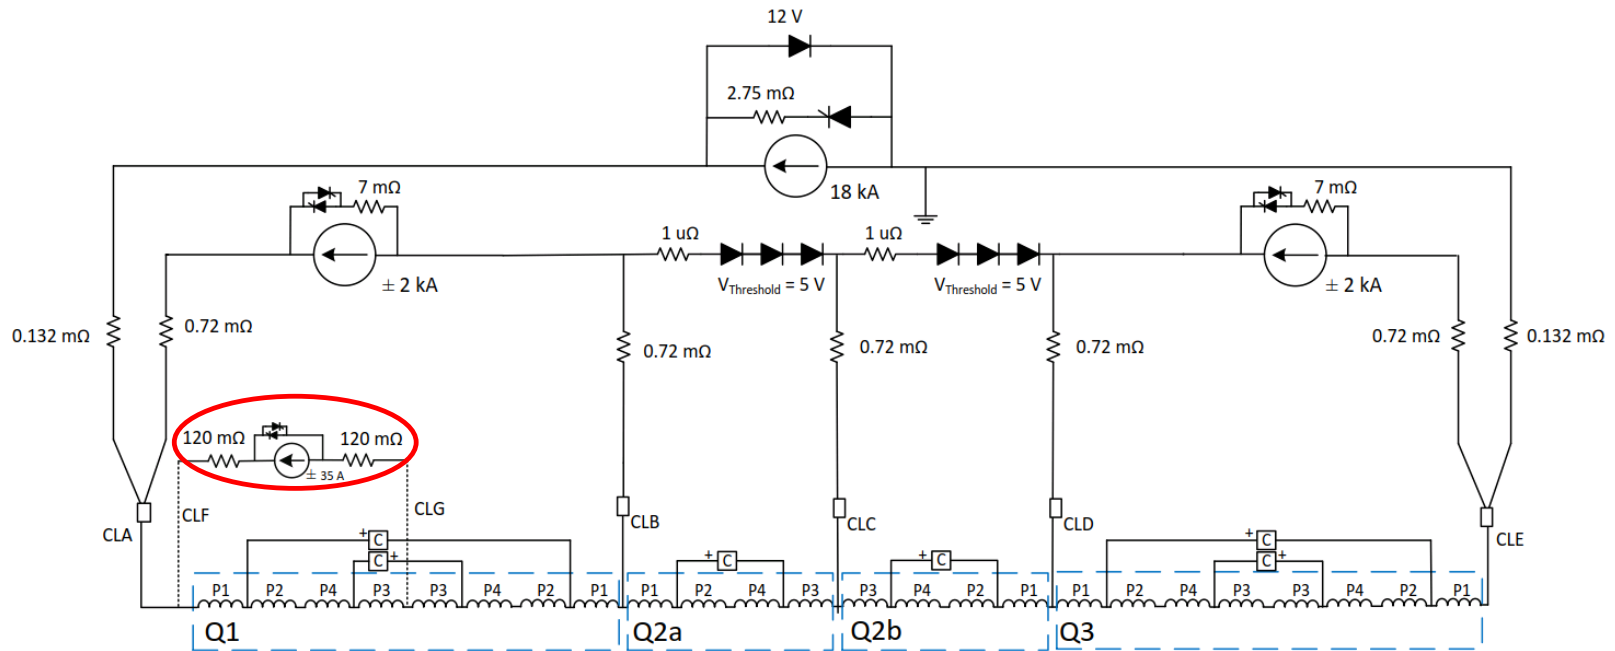 12 V
2.75 mΩ
18 kA
7 mΩ
± 2 kA
1 uΩ
VThreshold = 5 V
1 uΩ
VThreshold = 5 V
7 mΩ
± 2 kA
0.132 mΩ
0.72 mΩ
0.72 mΩ
0.72 mΩ
0.72 mΩ
0.72 mΩ
0.132 mΩ
120 mΩ
120 mΩ
± 35 A
CLA
CLF
CLG
CLB
CLC
CLD
CLE
+ C
C +
+ C
+ C
+ C
C +
P1 P2 P4 P3 P3 P4 P2 P1 P1 P2 P4 P3 P3 P4 P2 P1 P1 P2 P4 P3 P3 P4 P2 P1
Q1 Q2a Q2b Q3